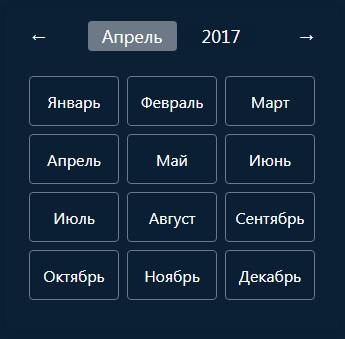 ← Апрель 2017 →
Январь Февраль Март
Апрель Май Июнь
Июль Август Сентябрь
Октябрь Ноябрь Декабрь